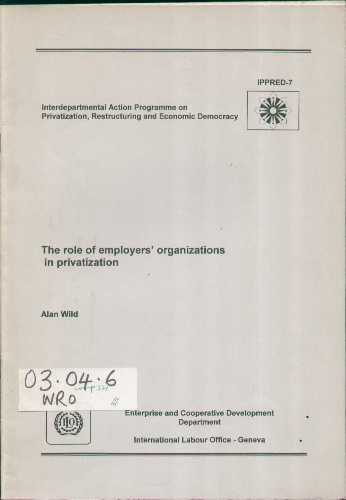 IPPRED-7
Interdepartmental Action Programme on
Privatization, Restructuring and Economic Democracy
The role of employers' organizations
in privatization
Alan Wild
03.04.6
WRO
Enterprise and Cooperative Development
Department
International Labour Office - Geneva